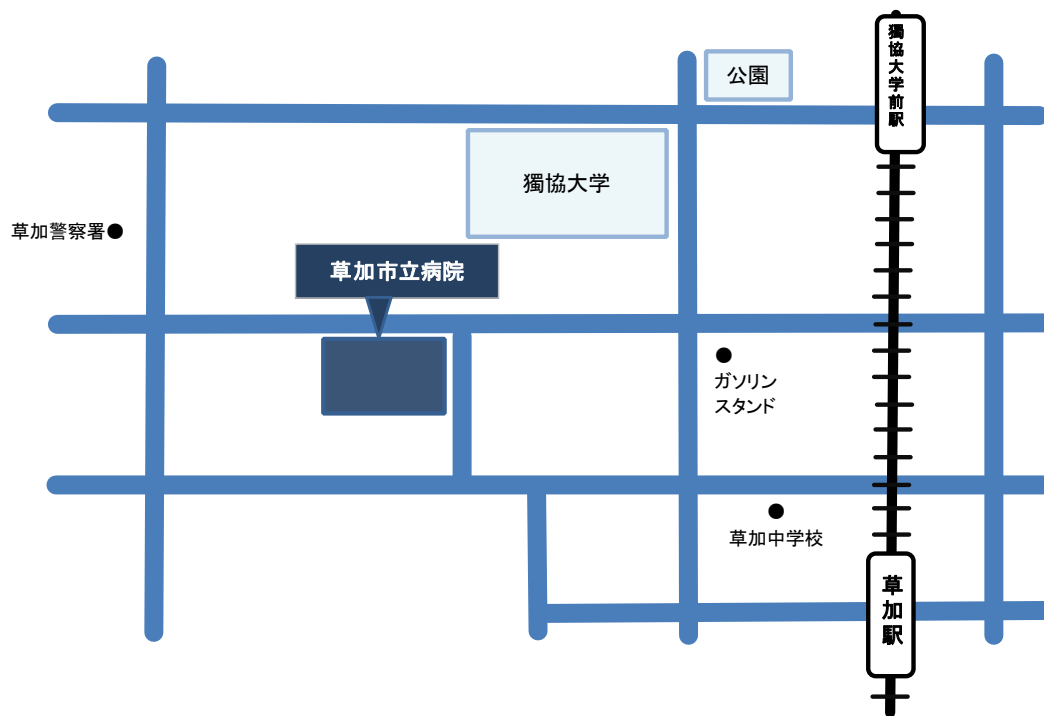 獨協大学前駅
公園
獨協大学
草加警察署
草加市立病院
ガソリン
スタンド
草加中学校
草加駅